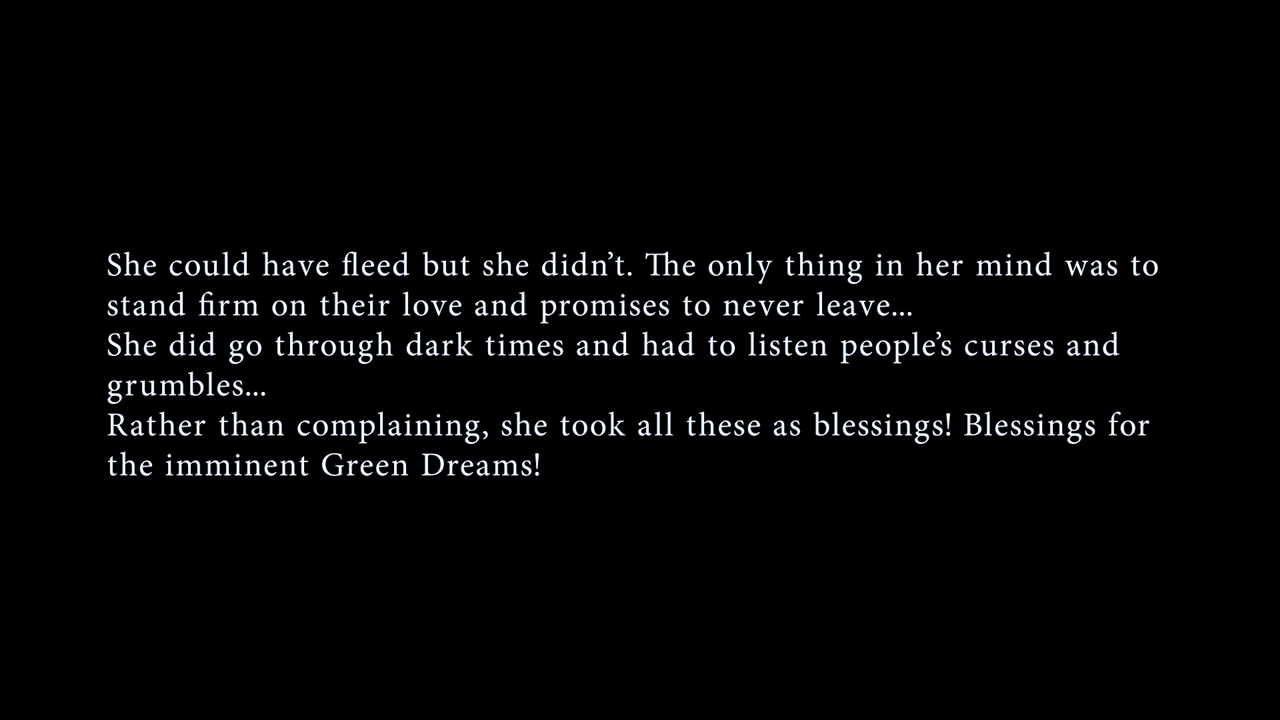 She could have fleed but she didn’t. The only thing in her mind was to
stand firm on their love and promises to never leave...
She did go through dark times and had to listen people’s curses and
grumbles...
Rather than complaining, she took all these as blessings! Blessings for
the imminent Green Dreams!